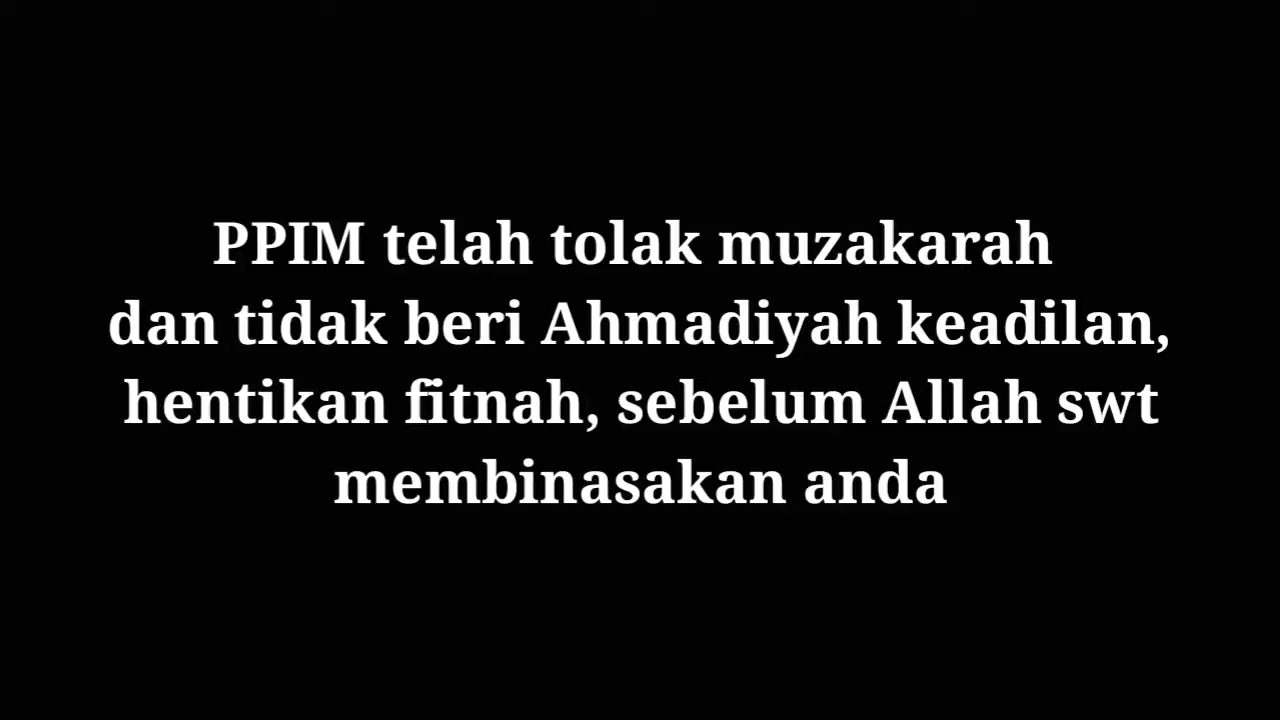 PPIM telah tolak muzakarah
dan tidak beri Ahmadiyah keadilan,
hentikan fitnah, sebelum Allah swt
membinasakan anda